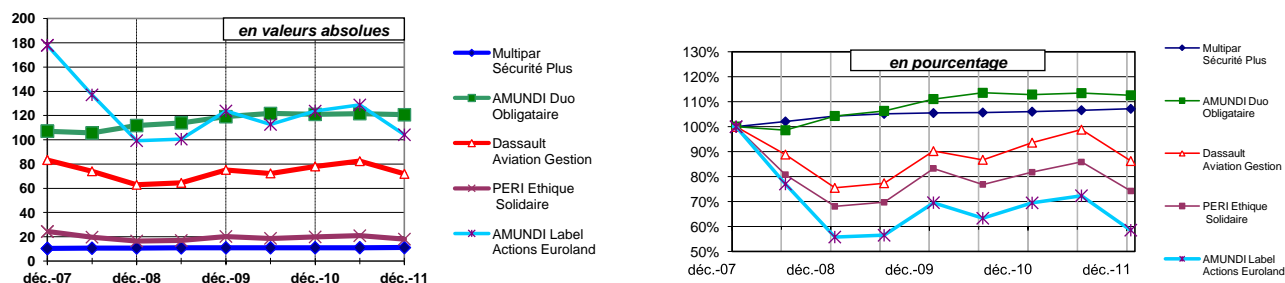 en valeurs absolues
200
180
160
140
120
100
80
60
40
20
0
déc.-07 déc.-08 déc.-09 déc.-10 déc.-11
Multipar
Sécurité Plus
AMUNDI Duo
Obligataire
Dassault
Aviation Gestion
PERI Ethique
Solidaire
AMUNDI Label
Actions Euroland
en pourcentage
130%
120%
110%
100%
90%
80%
70%
60%
50%
déc.-07 déc.-08 déc.-09 déc.-10 déc.-11
Multipar
Sécurité Plus
AMUNDI Duo
Obligataire
Dassault
Aviation Gestion
PERI Ethique
Solidaire
AMUNDI Label
Actions Euroland